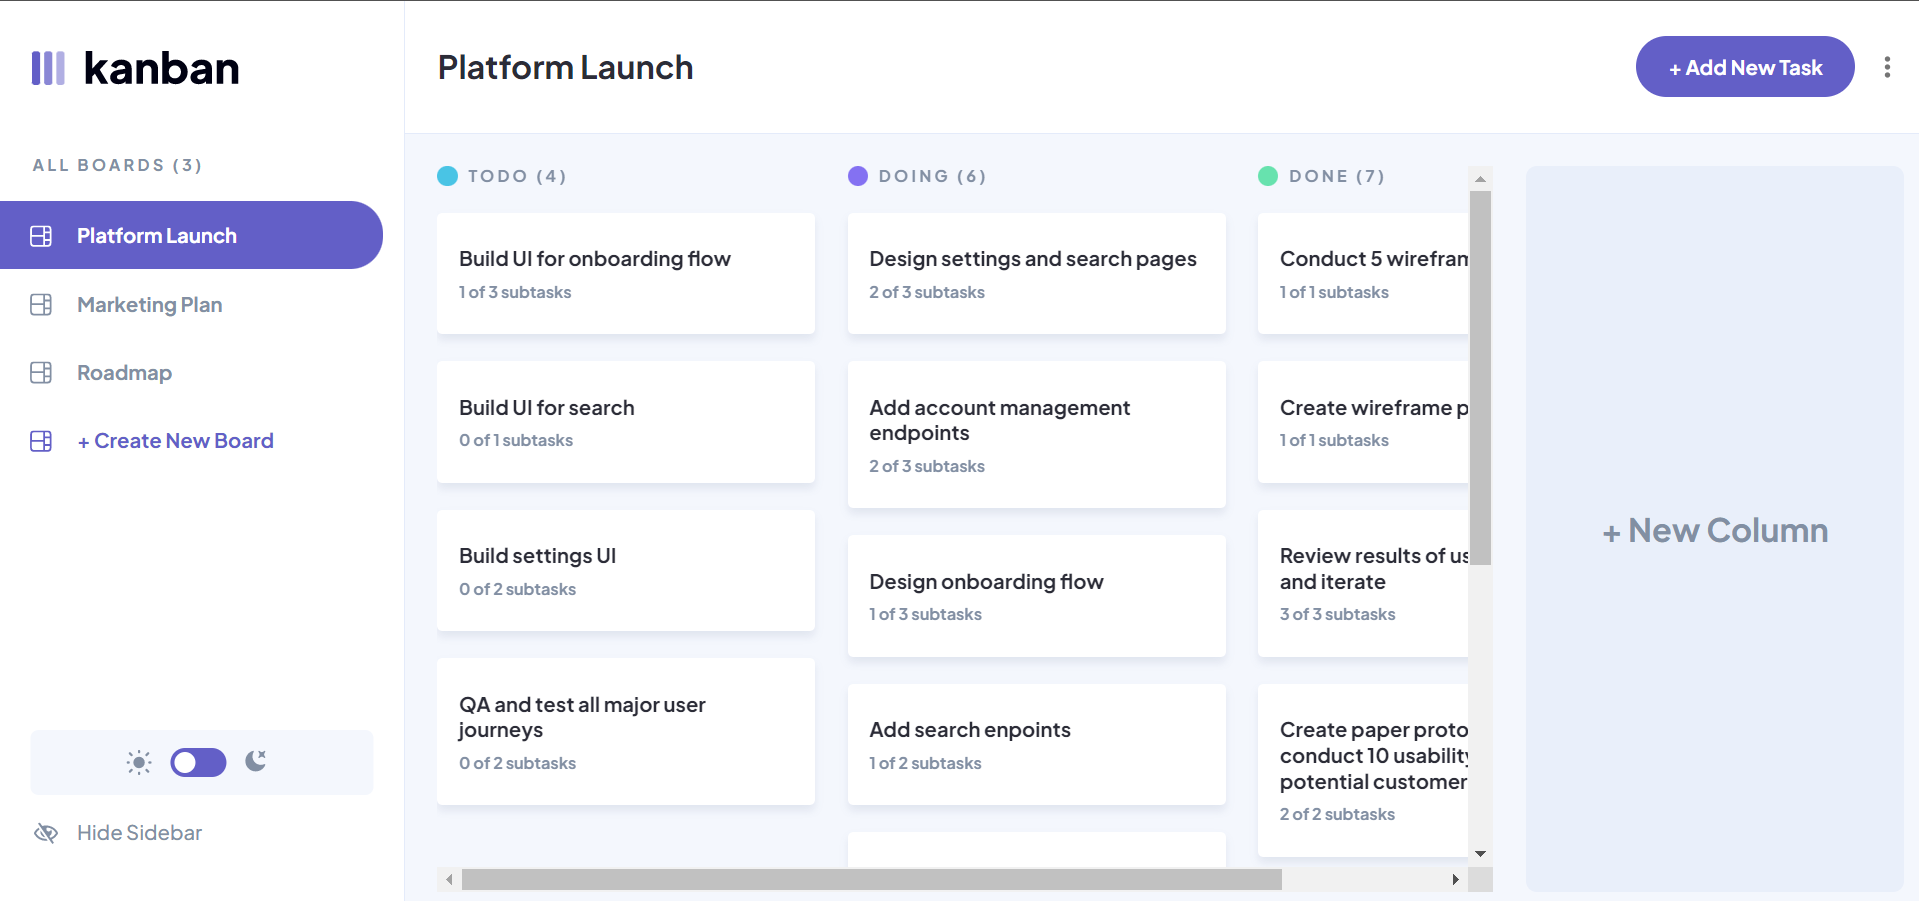 kanban
ALL BOARDS (3)
Platform Launch
Marketing Plan
Roadmap
+ Create New Board
Hide Sidebar
Platform Launch
+ Add New Task
TODO (4)
Build UI for onboarding flow
1 of 3 subtasks
Build UI for search
0 of 1 subtasks
Build settings UI
0 of 2 subtasks
QA and test all major user
journeys
0 of 2 subtasks
DOING (6)
Design settings and search pages
2 of 3 subtasks
Add account management
endpoints
2 of 3 subtasks
Design onboarding flow
1 of 3 subtasks
Add search enpoints
1 of 2 subtasks
DONE (7)
Conduct 5 wirefram
1 of 1 subtasks
Create wireframe p
1 of 1 subtasks
Review results of us
and iterate
3 of 3 subtasks
Create paper proto
conduct 10 usability
potential customer
2 of 2 subtasks
+ New Column